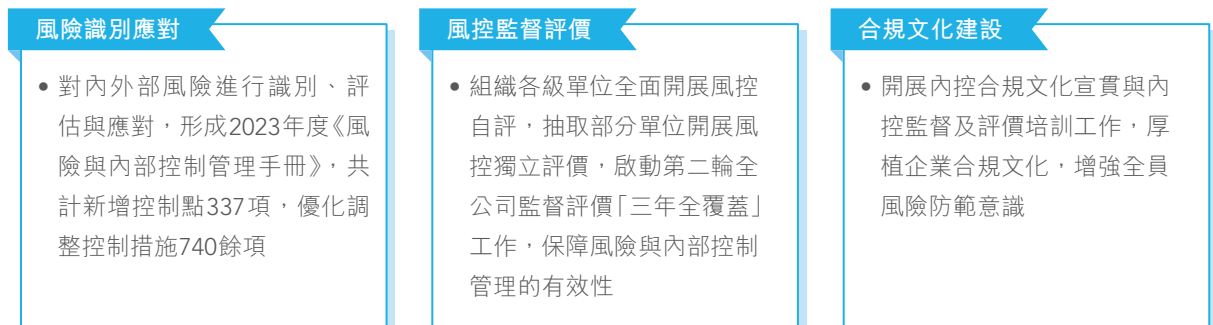 風險識別應對
• 對內外部風險進行識別、評
估與應對，形成2023年度《風
險與內部控制管理手冊》，共
計新增控制點337項，優化調
整控制措施740餘項
風控監督評價
• 組織各級單位全面開展風控
自評，抽取部分單位開展風
控獨立評價，啟動第二輪全
公司監督評價「三年全覆蓋」
工作，保障風險與內部控制
管理的有效性
合規文化建設
• 開展內控合規文化宣貫與內
控監督及評價培訓工作，厚
植企業合規文化，增強全員
風險防範意識